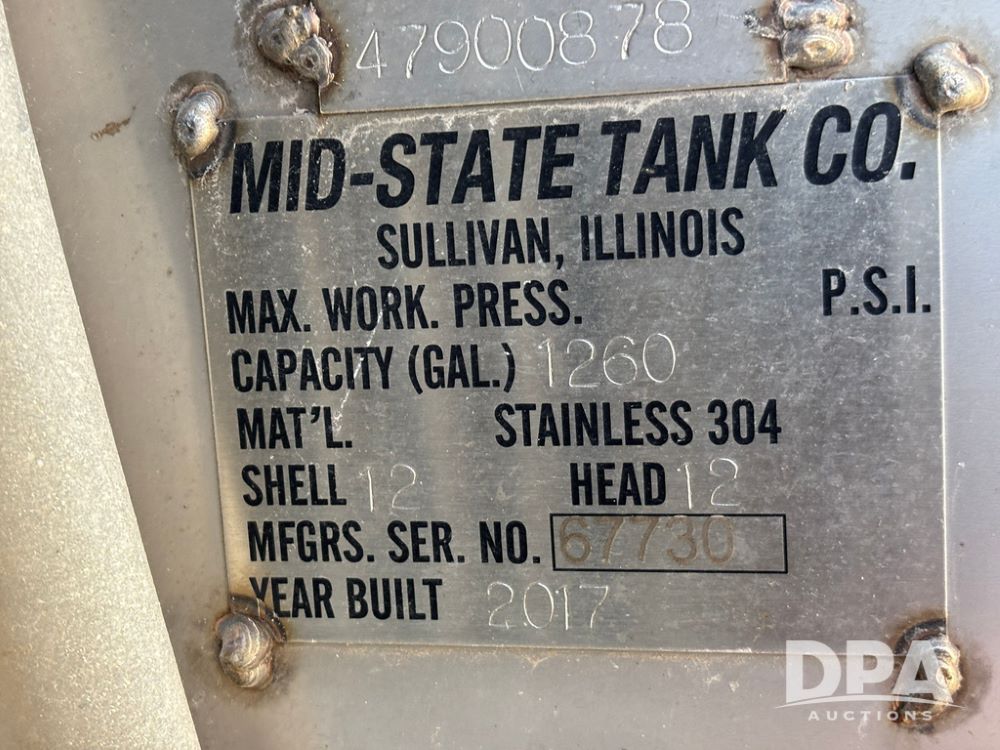 47900878
MID-STATE TANK CO.
SULLIVAN, ILLINOIS
MAX. WORK. PRESS. P.S.I.
CAPACITY (GAL.) 1260
MAT'L. STAINLESS 304
SHELL 12 HEAD 12
MFGRS. SER. NO. 67730
YEAR BUILT 2017
DPA
AUCTIONS